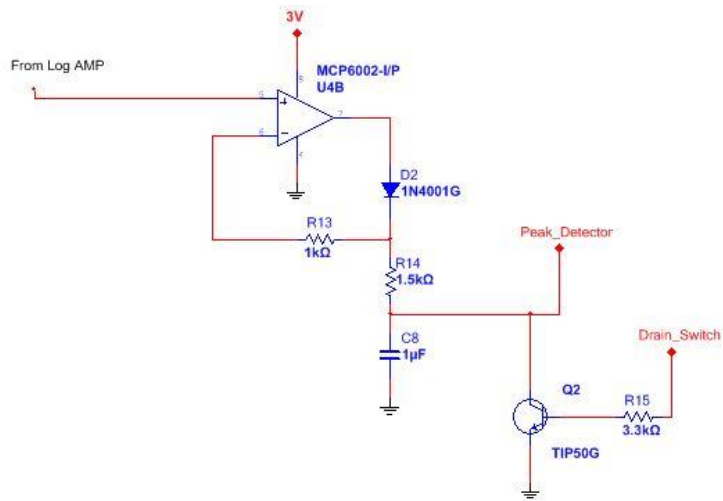 3V
From Log AMP
MCP6002-I/P
U4B
8
5
6
7
4
D2
1N4001G
R13
1kΩ
Peak_Detector
R14
1.5kΩ
C8
1µF
Drain_Switch
Q2
R15
3.3kΩ
TIP50G